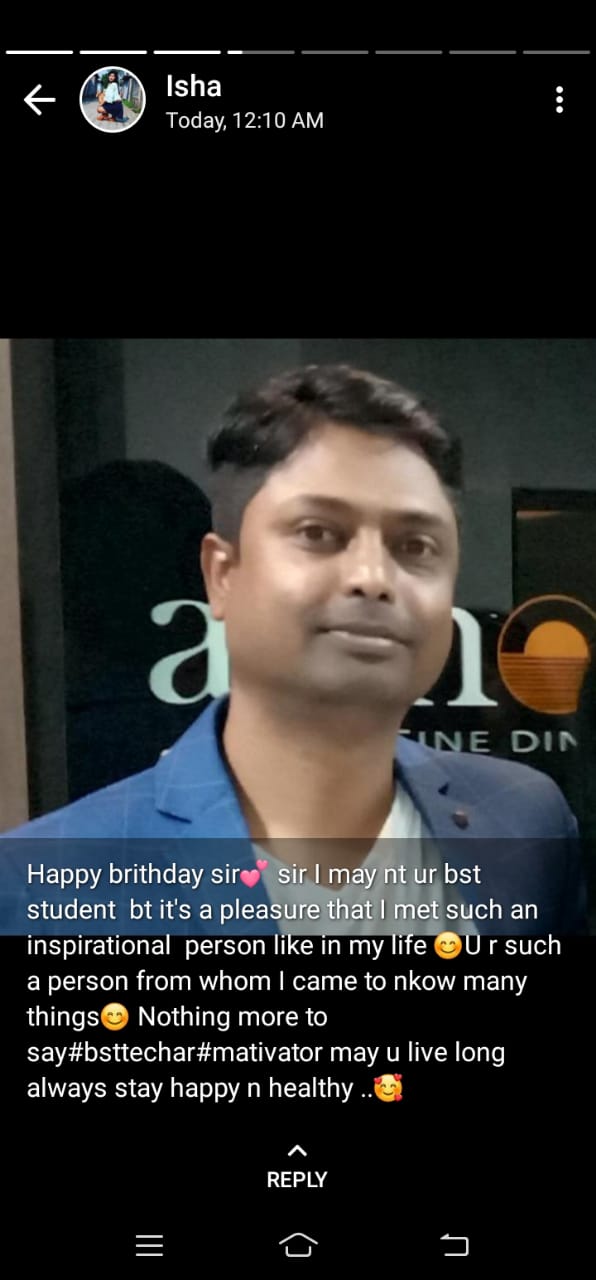 Isha
Today, 12:10 AM
FINE DIN
Happy brithday sir💕 sir I may nt ur bst
student bt it's a pleasure that I met such an
inspirational person like in my life 😊U r such
a person from whom I came to nkow many
things😊 Nothing more to
say#bsttechar#mativator may u live long
always stay happy n healthy ..🥰
REPLY